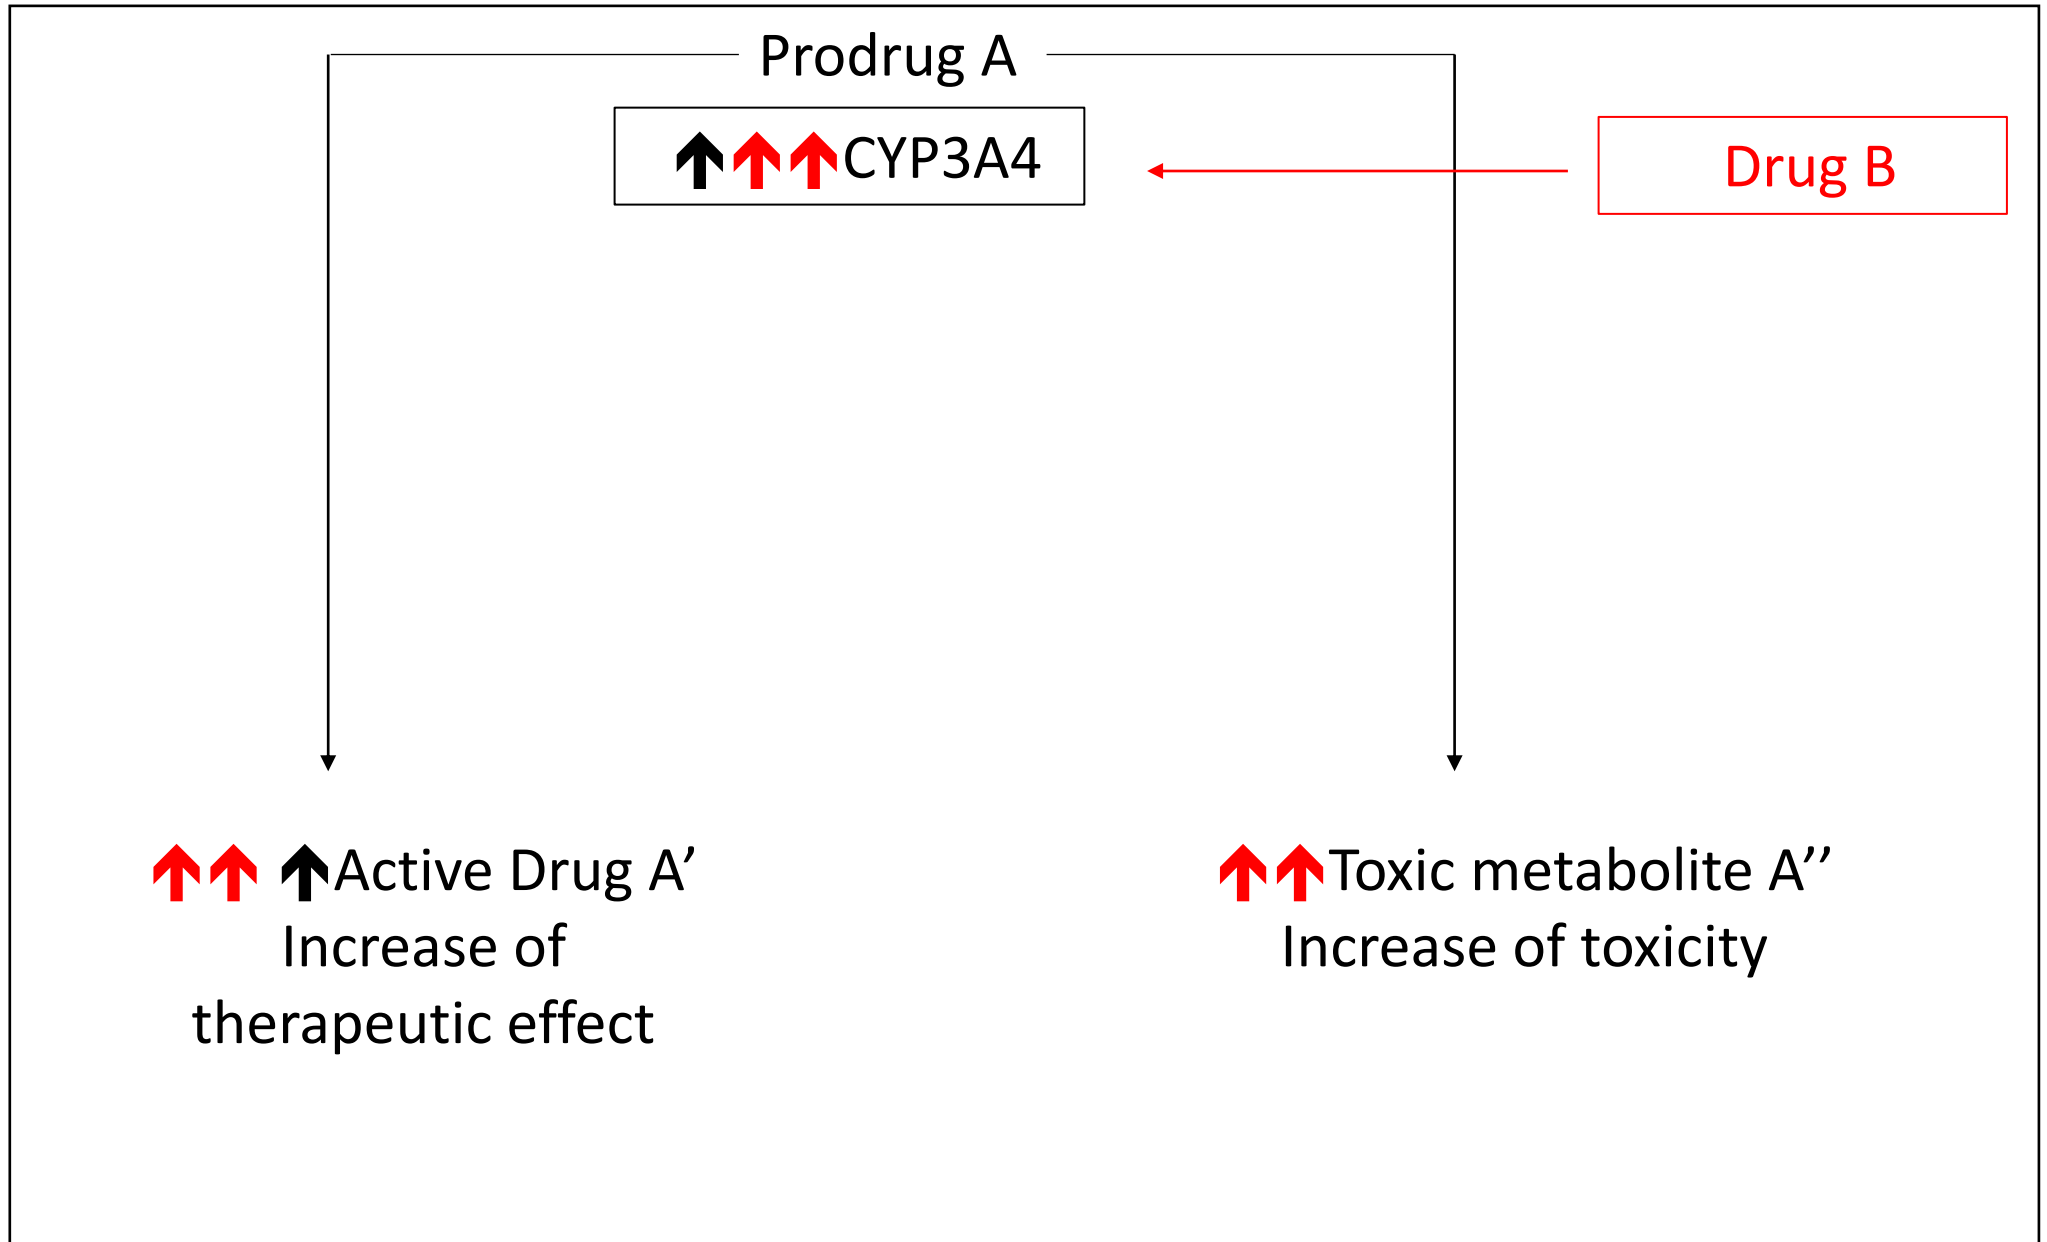 Prodrug A
CYP3A4
Drug B
Active Drug A’
Increase of
therapeutic effect
Toxic metabolite A’’
Increase of toxicity